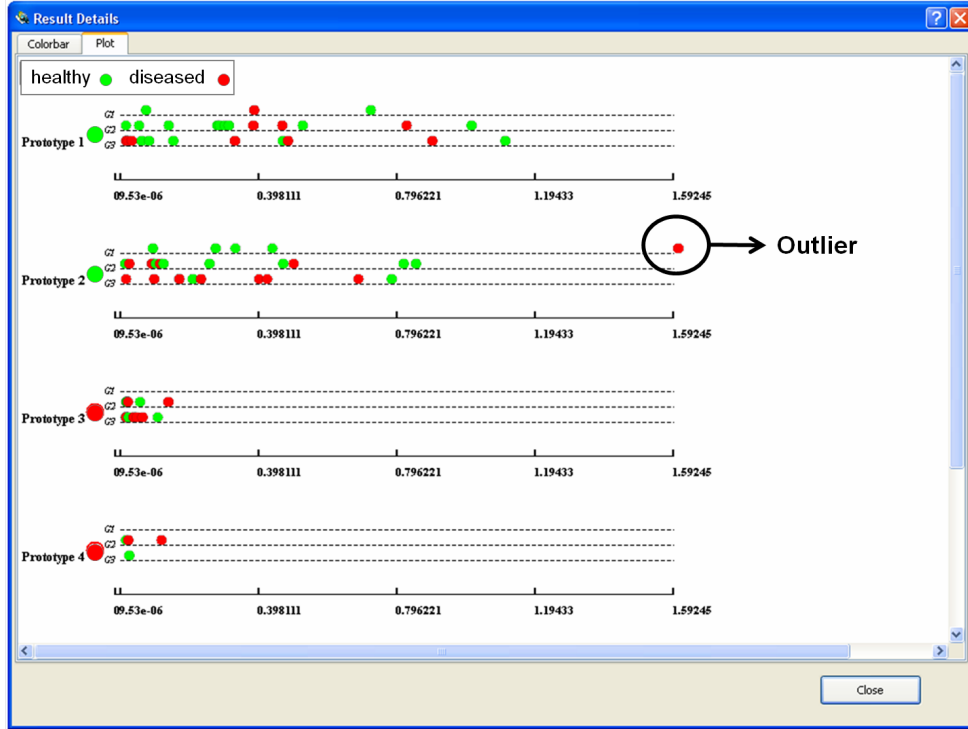 Result Details
Colorbar Plot
healthy diseased
G1
G2
Prototype 1
G3
09.53e-06 0.398111 0.796221 1.19433 1.59245
Outlier
G1
G2
Prototype 2
G3
09.53e-06 0.398111 0.796221 1.19433 1.59245
G1
G2
Prototype 3
G3
09.53e-06 0.398111 0.796221 1.19433 1.59245
G1
G2
Prototype 4
G3
09.53e-06 0.398111 0.796221 1.19433 1.59245
Close